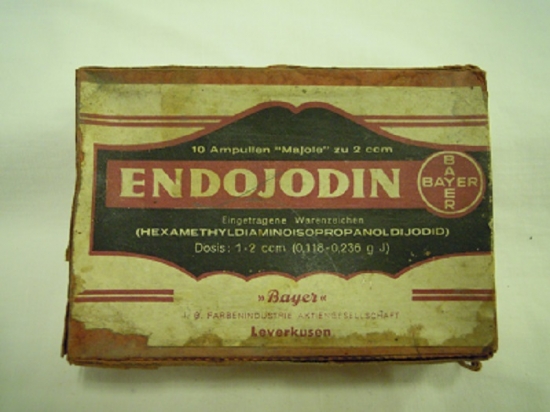 10 Ampullen "Majole" zu 2 ccm
ENDOJODIN
BAYER
BAYER
Eingetragene Warenzeichen
(HEXAMETHYLDIAMINOISOPROPANOLDIJODID)
Dosis: 1-2 ccm (0,118-0,236 g J)
»Bayer«
J. G. FARBENINDUSTRIE AKTIENGESELLSCHAFT
Leverkusen